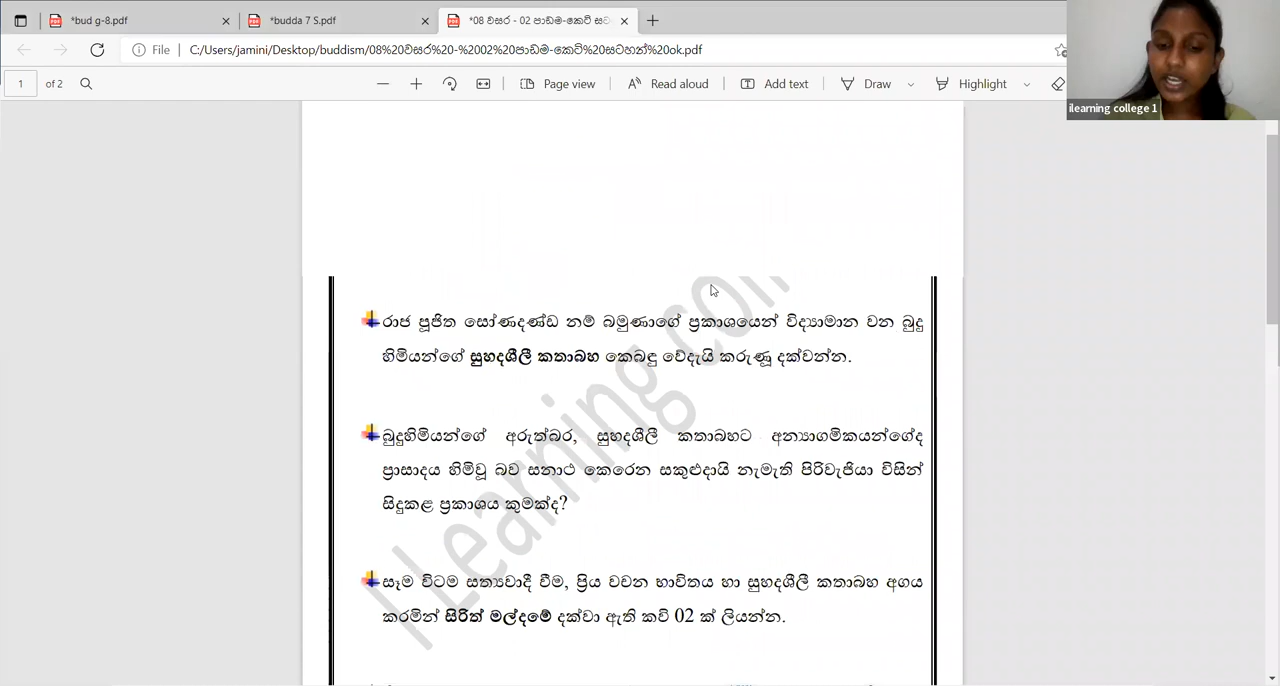 *bud g-8.pdf
*budda 7 S.pdf
*08 වසර - 02 පාඩම-කෙටි සට
File C:/Users/jamini/Desktop/buddism/08%20වසර%20-%2002%20පාඩම-කෙටි%20සටහන්%20ok.pdf
1 of 2
Page view
Read aloud
Add text
Draw
Highlight
ilearning college 1
රාජ පූජිත සෝණදණ්ඩ නම් බමුණාගේ ප්‍රකාශයෙන් විද්‍යාමාන වන බුදු
හිමියන්ගේ සුහදශීලී කතාබහ කෙබඳු වේදැයි කරුණු දක්වන්න.
බුදුහිමියන්ගේ අරුත්බර, සුහදශීලී කතාබහට අන්‍යාගමිකයන්ගේද
ප්‍රාසාදය හිමිවූ බව සනාථ කෙරෙන සකුළුදායි නැමැති පිරිවැජියා විසින්
සිදුකළ ප්‍රකාශය කුමක්ද?
සෑම විටම සත්‍යවාදී වීම, ප්‍රිය වචන භාවිතය හා සුහදශීලී කතාබහ අගය
කරමින් සිරිත් මල්දමේ දක්වා ඇති කවි 02 ක් ලියන්න.
I Learning co